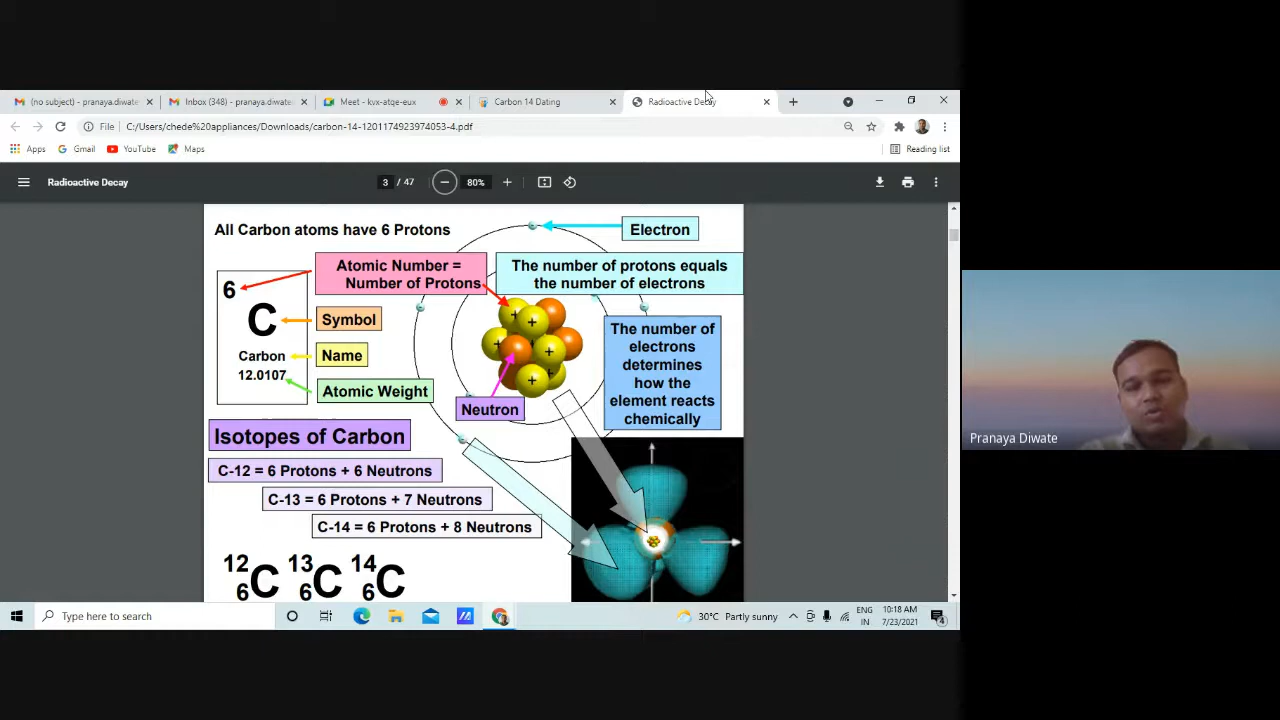 (no subject) - pranaya.diwate
Inbox (348) - pranaya.diwate
Meet - kvx-atqe-eux
Carbon 14 Dating
Radioactive Decay
File
C:/Users/chede%20appliances/Downloads/carbon-14-1201174923974053-4.pdf
Apps
Gmail
YouTube
Maps
Reading list
Radioactive Decay
3 / 47
80%
All Carbon atoms have 6 Protons
Electron
Atomic Number =
Number of Protons
The number of protons equals
the number of electrons
6
C
Carbon
12.0107
Symbol
Name
Atomic Weight
+
+
+
+
+
+
Neutron
The number of
electrons
determines
how the
element reacts
chemically
Isotopes of Carbon
C-12 = 6 Protons + 6 Neutrons
C-13 = 6 Protons + 7 Neutrons
C-14 = 6 Protons + 8 Neutrons
12 6 C 13 6 C 14 6 C
Pranaya Diwate
Type here to search
30°C Partly sunny
ENG
IN
10:18 AM
7/23/2021
4